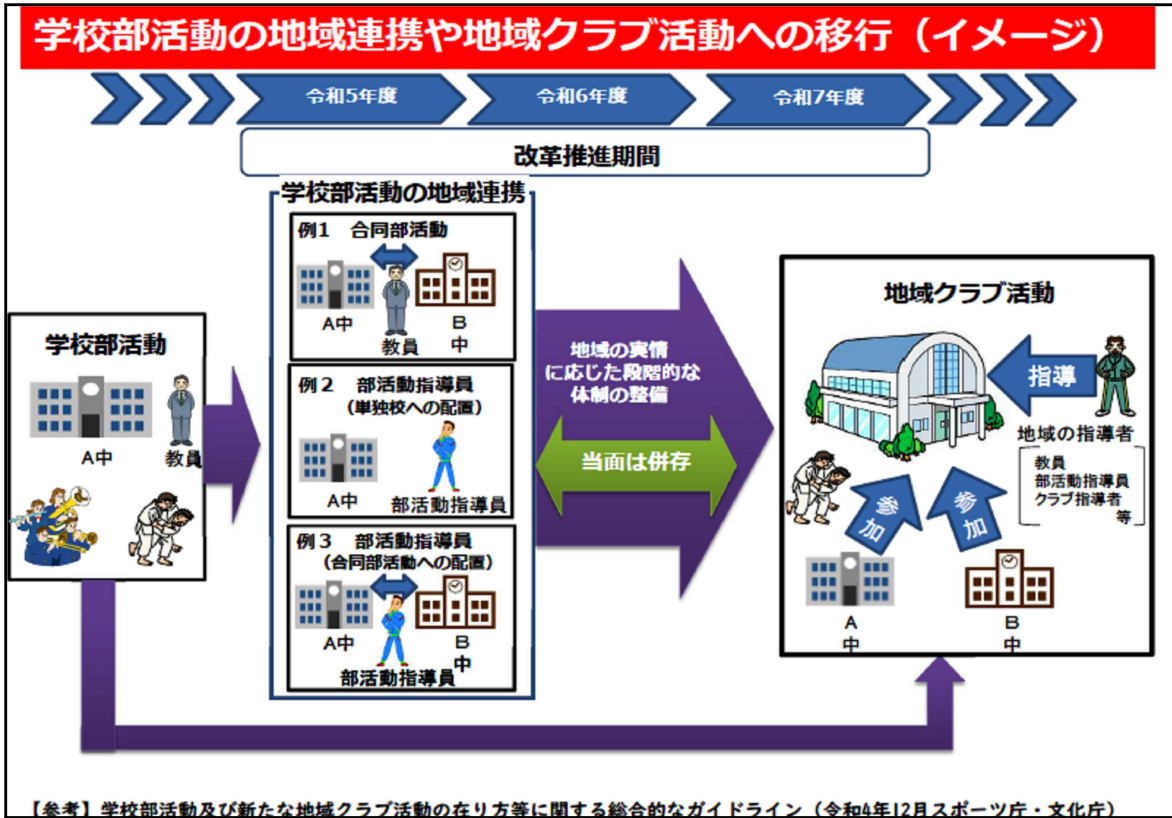 学校部活動の地域連携や地域クラブ活動への移行（イメージ）
令和5年度
令和6年度
令和7年度
改革推進期間
学校部活動
A中
教員
学校部活動の地域連携
例1　合同部活動
A中
教員
B
中
例２　部活動指導員
（単独校への配置）
A中
部活動指導員
例３　部活動指導員
（合同部活動への配置）
A中
B
中
部活動指導員
地域の実情
に応じた段階的な
体制の整備
当面は併存
地域クラブ活動
指導
地域の指導者
教員
部活動指導員
クラブ指導者
等
参加
参加
A
中
B
中
【参考】学校部活動及び新たな地域クラブ活動の在り方等に関する総合的なガイドライン（令和4年12月スポーツ庁・文化庁）